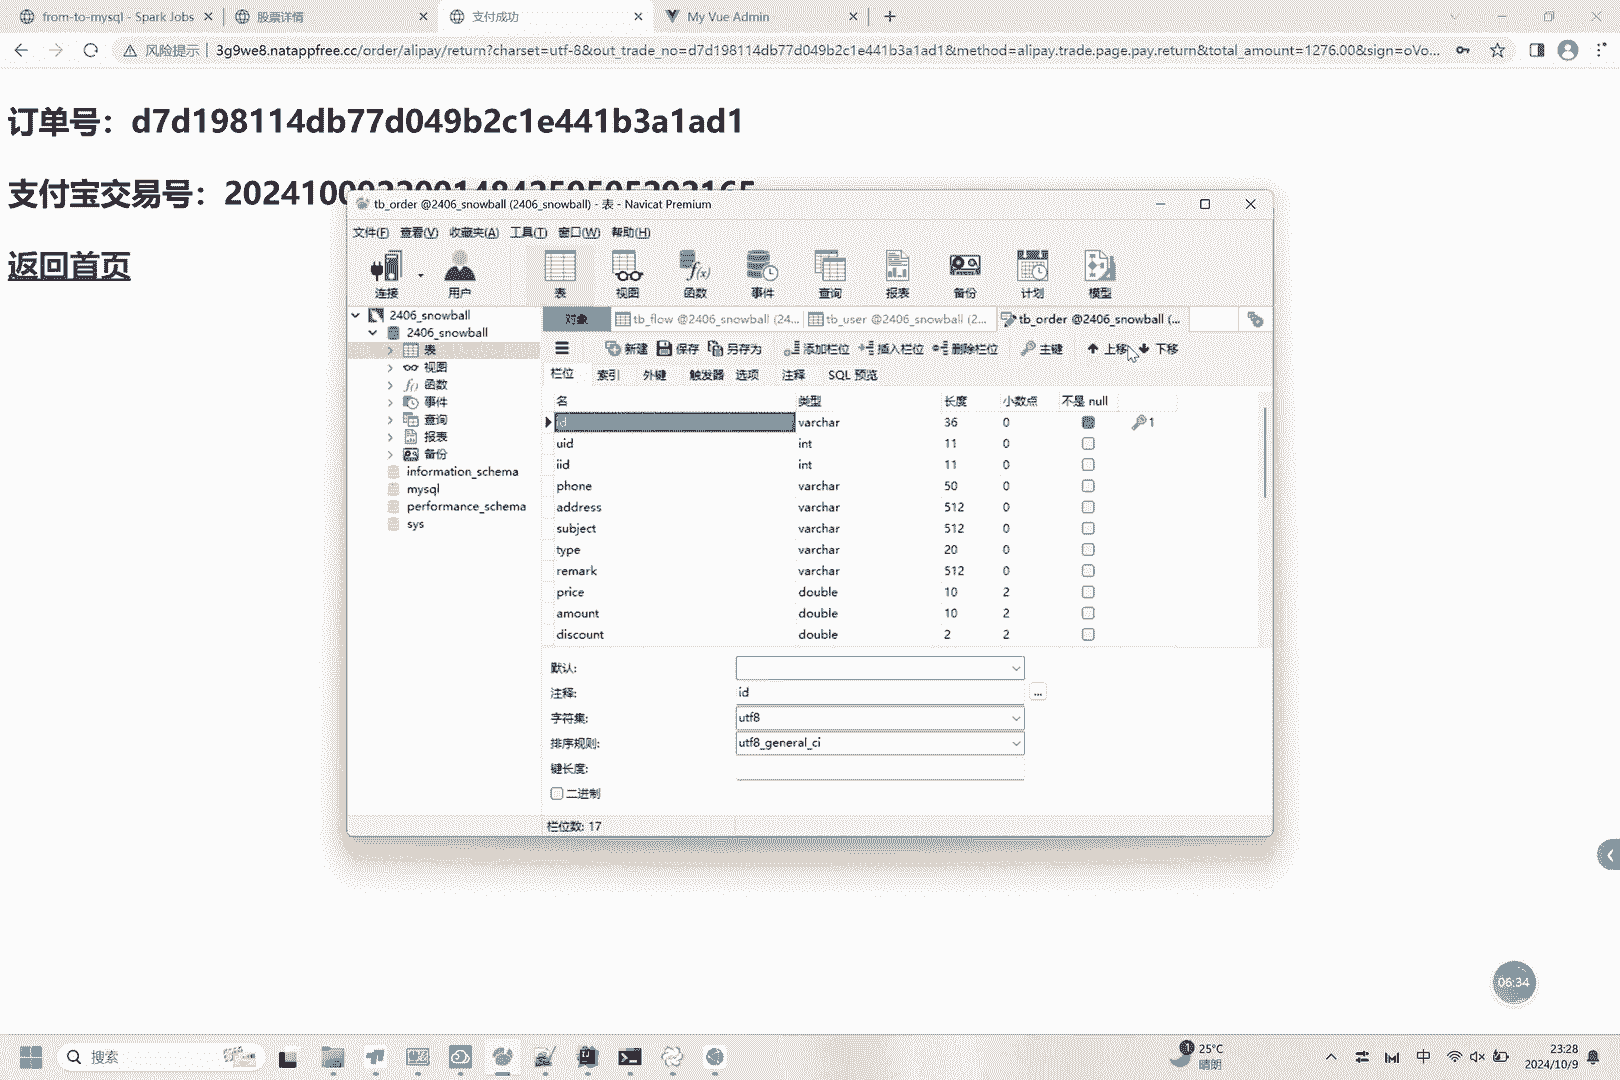 from-to-mysql - Spark Jobs
股票详情
支付成功
My Vue Admin
风险提示
3g9we8.natappfree.cc/order/alipay/return?charset=utf-8&out_trade_no=d7d198114db77d049b2c1e441b3a1ad1&method=alipay.trade.page.pay.return&total_amount=1276.00&sign=oVo...
订单号：d7d198114db77d049b2c1e441b3a1ad1
支付宝交易号：
返回首页
tb_order @2406_snowball (2406_snowball) - 表 - Navicat Premium
文件(F) 查看(V) 收藏夹(A) 工具(T) 窗口(W) 帮助(H)
连接 用户 表 视图 函数 事件 查询 报表 备份 计划 模型
对象 tb_flow @2406_snowball (24... tb_user @2406_snowball (2... tb_order @2406_snowball (...
2406_snowball
2406_snowball
表
视图
函数
事件
查询
报表
备份
information_schema
mysql
performance_schema
sys
新建 保存 另存为 添加栏位 插入栏位 删除栏位 主键 上移 下移
栏位 索引 外键 触发器 选项 注释 SQL 预览
名 类型 长度 小数点 不是 null
id varchar 36 0 1
uid int 11 0
iid int 11 0
phone varchar 50 0
address varchar 512 0
subject varchar 512 0
type varchar 20 0
remark varchar 512 0
price double 10 2
amount double 10 2
discount double 2 2
默认:
注释: id ...
字符集: utf8
排序规则: utf8_general_ci
键长度:
二进制
栏位数: 17
06:34
搜索
1
25°C
晴朗
中
23:28
2024/10/9